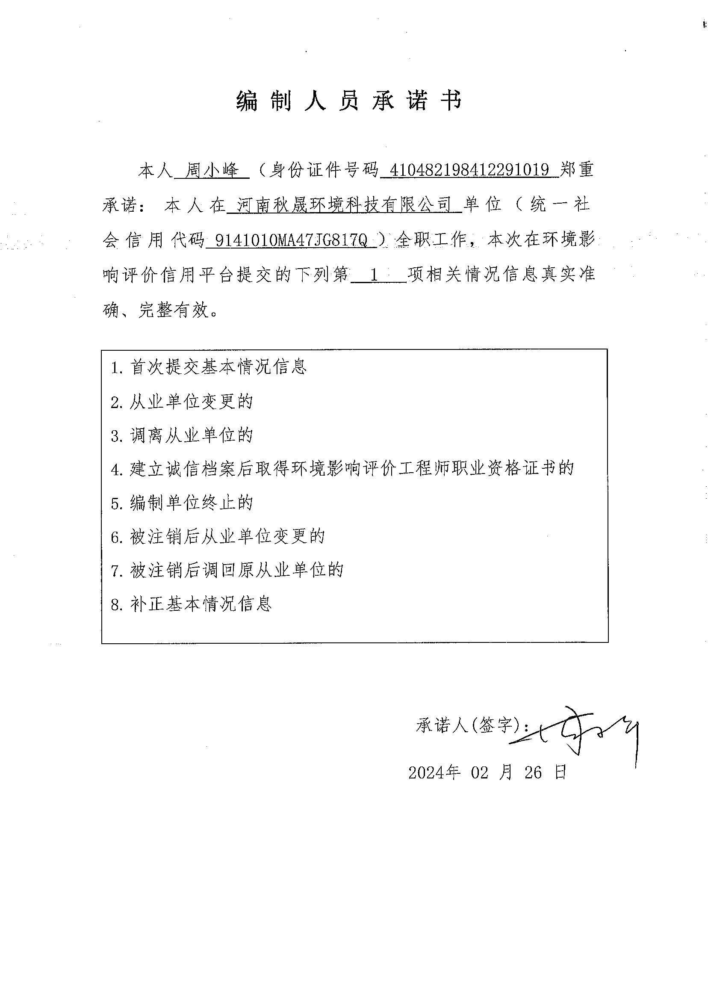 编制人员承诺书
本人 周小峰 （身份证件号码 410482198412291019 郑重
承诺： 本人在 河南秋晟环境科技有限公司 单位（统一社
会信用代码 9141010MA47JG817Q ）全职工作，本次在环境影
响评价信用平台提交的下列第 1 项相关情况信息真实准
确、完整有效。
1. 首次提交基本情况信息
2. 从业单位变更的
3. 调离从业单位的
4. 建立诚信档案后取得环境影响评价工程师职业资格证书的
5. 编制单位终止的
6. 被注销后从业单位变更的
7. 被注销后调回原从业单位的
8. 补正基本情况信息
承诺人(签字)：
2024年 02 月 26 日